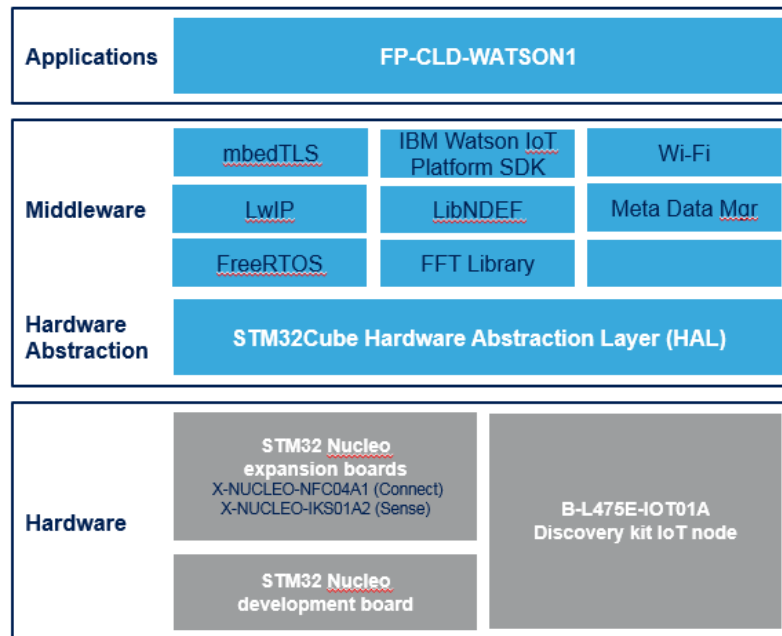 Applications
FP-CLD-WATSON1
Middleware
mbedTLS
IBM Watson IoT
Platform SDK
Wi-Fi
LwIP
LibNDEF
Meta Data Mgr
FreeRTOS
FFT Library
Hardware
Abstraction
STM32Cube Hardware Abstraction Layer (HAL)
Hardware
STM32 Nucleo
expansion boards
X-NUCLEO-NFC04A1 (Connect)
X-NUCLEO-IKS01A2 (Sense)
STM32 Nucleo
development board
B-L475E-IOT01A
Discovery kit IoT node